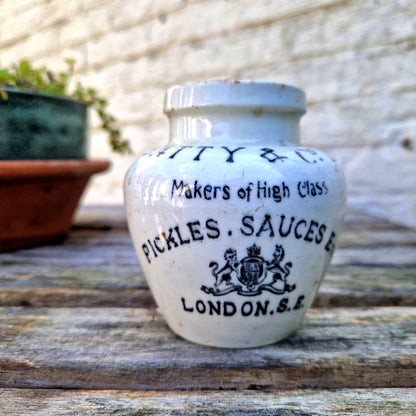 & C
Makers of High Class
PICKLES. SAUCES E
LONDON. S.E.